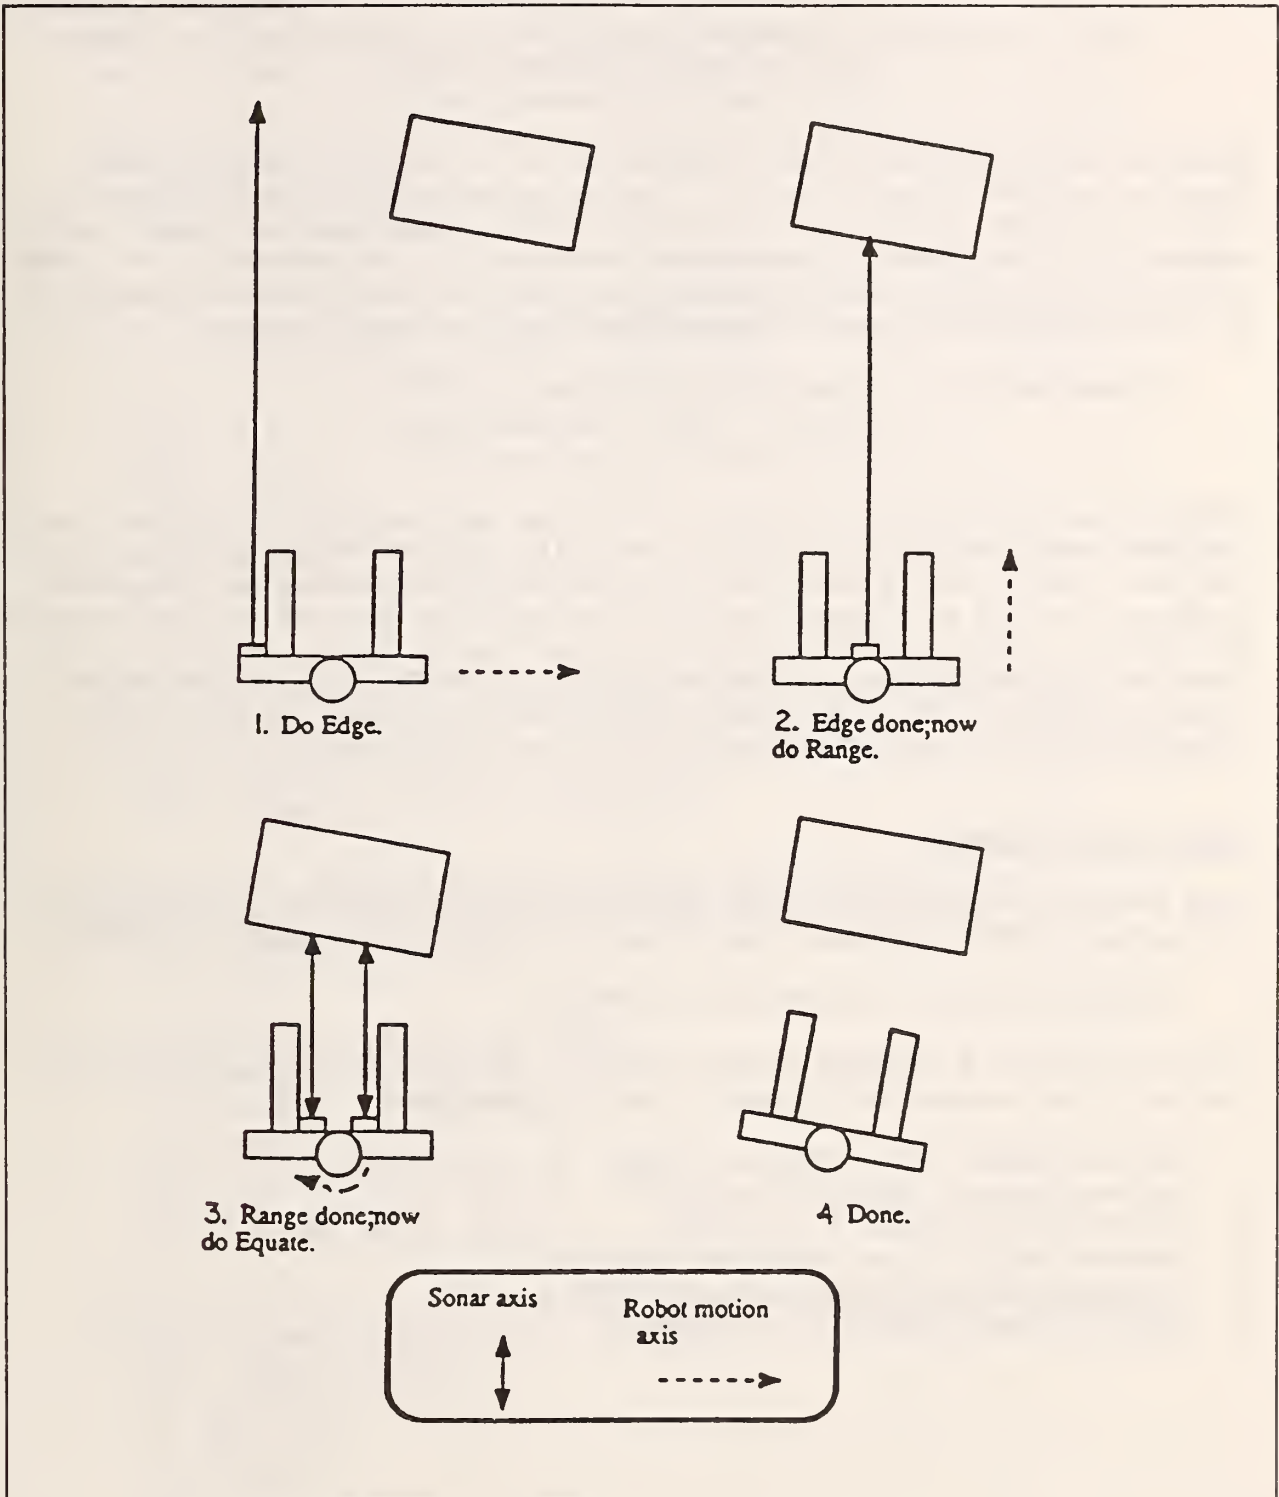 1. Do Edge.
2. Edge done;now
do Range.
3. Range done;now
do Equate.
4 Done.
Sonar axis
Robot motion
axis